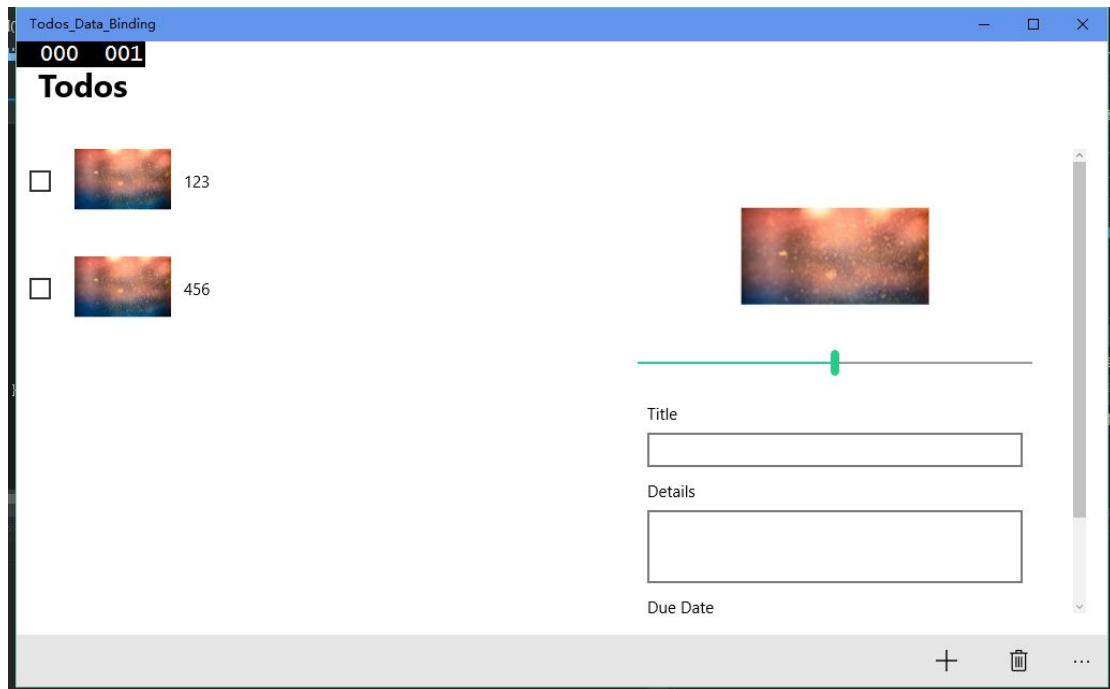 Todos_Data_Binding
000 001
Todos
123
456
Title
Details
Due Date